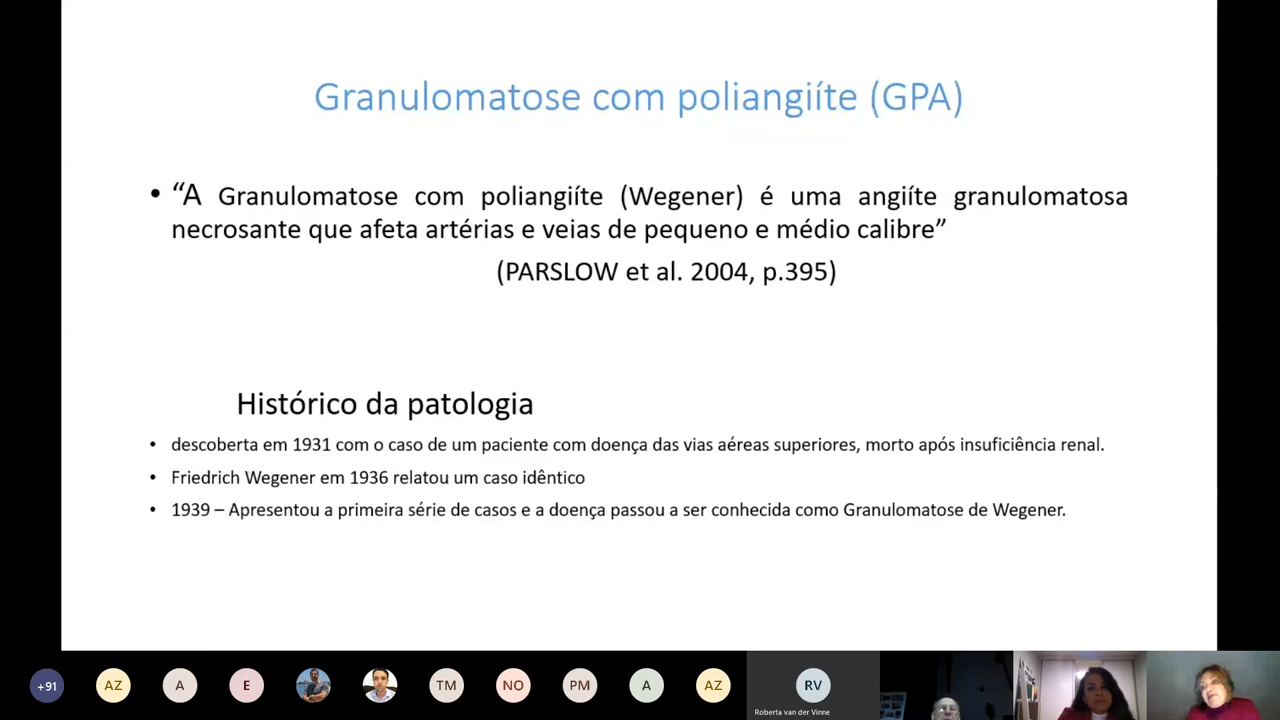 Granulomatose com poliangiíte (GPA)
• “A Granulomatose com poliangiíte (Wegener) é uma angiíte granulomatosa
necrosante que afeta artérias e veias de pequeno e médio calibre”
(PARSLOW et al. 2004, p.395)
Histórico da patologia
• descoberta em 1931 com o caso de um paciente com doença das vias aéreas superiores, morto após insuficiência renal.
• Friedrich Wegener em 1936 relatou um caso idêntico
• 1939 – Apresentou a primeira série de casos e a doença passou a ser conhecida como Granulomatose de Wegener.
+91 AZ A E TM NO PM A AZ RV
Roberta van der Vinne